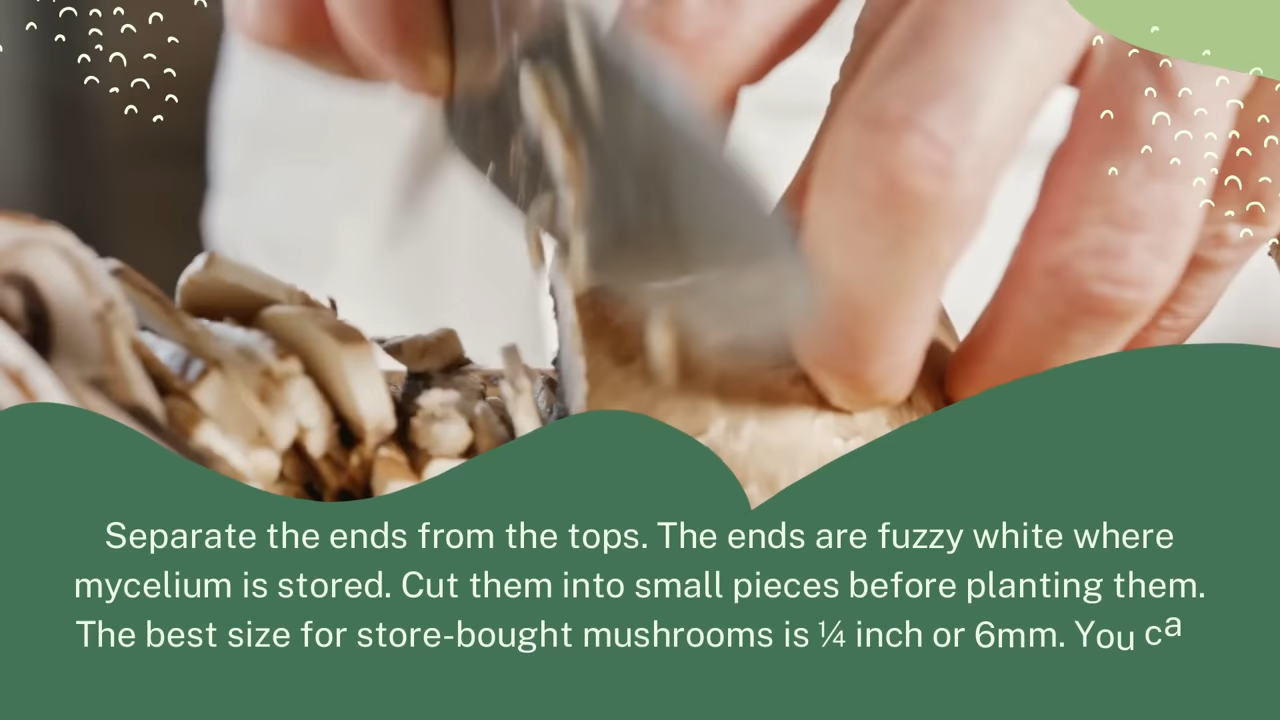 Separate the ends from the tops. The ends are fuzzy white where
mycelium is stored. Cut them into small pieces before planting them.
The best size for store-bought mushrooms is ¼ inch or 6mm. You ca